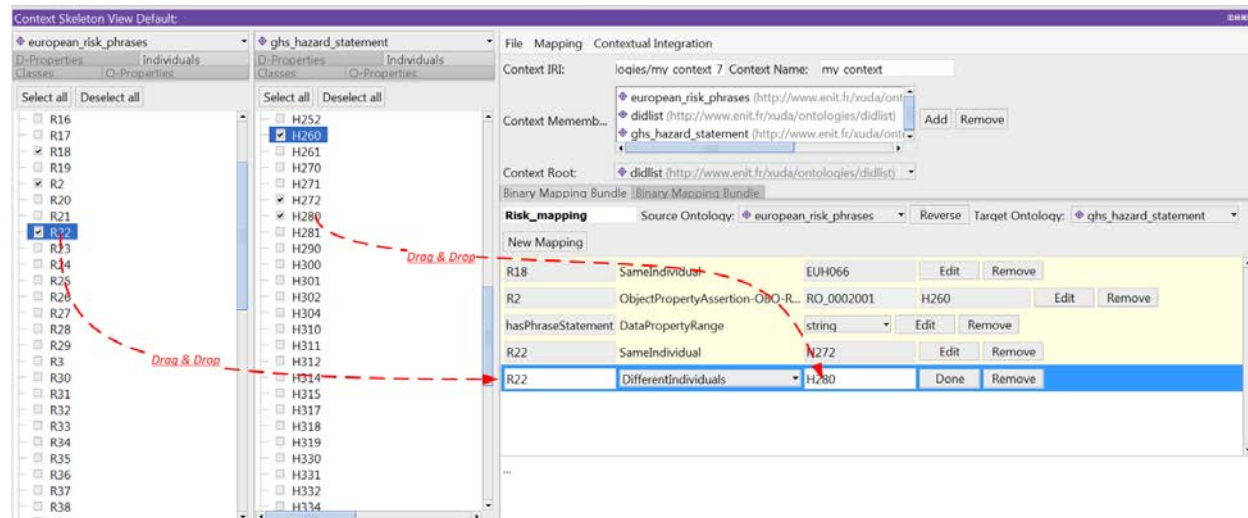 Context Skeleton View Default:
european_risk_phrases
D-Properties Individuals
Classes O-Properties
Select all Deselect all
R16
R17
R18
R19
R2
R20
R21
R22
R23
R24
R25
R26
R27
R28
R29
R3
R30
R31
R32
R33
R34
R35
R36
R37
R38
ghs_hazard_statement
D-Properties Individuals
Classes O-Properties
Select all Deselect all
H252
H260
H261
H270
H271
H272
H280
H281
H290
H300
H301
H302
H304
H310
H311
H312
H314
H315
H317
H318
H319
H330
H331
H332
H334
Drag & Drop
Drag & Drop
File Mapping Contextual Integration
Context IRI: logies/my_context_7 Context Name: my_context
european_risk_phrases (http://www.enit.fr/xuda/ont
Context Mememb... didlist (http://www.enit.fr/xuda/ontologies/didlist) Add Remove
ghs_hazard_statement (http://www.enit.fr/xuda/ont
Context Root: didlist (http://www.enit.fr/xuda/ontologies/didlist)
Binary Mapping Bundle Binary Mapping Bundle
Risk_mapping Source Ontology: european_risk_phrases Reverse Target Ontology: ghs_hazard_statement
New Mapping
R18 SameIndividual EUH066 Edit Remove
R2 ObjectPropertyAssertion-OBO-R... RO_0002001 H260 Edit Remove
hasPhraseStatement DataPropertyRange string Edit Remove
R22 SameIndividual H272 Edit Remove
R22 DifferentIndividuals H280 Done Remove
...